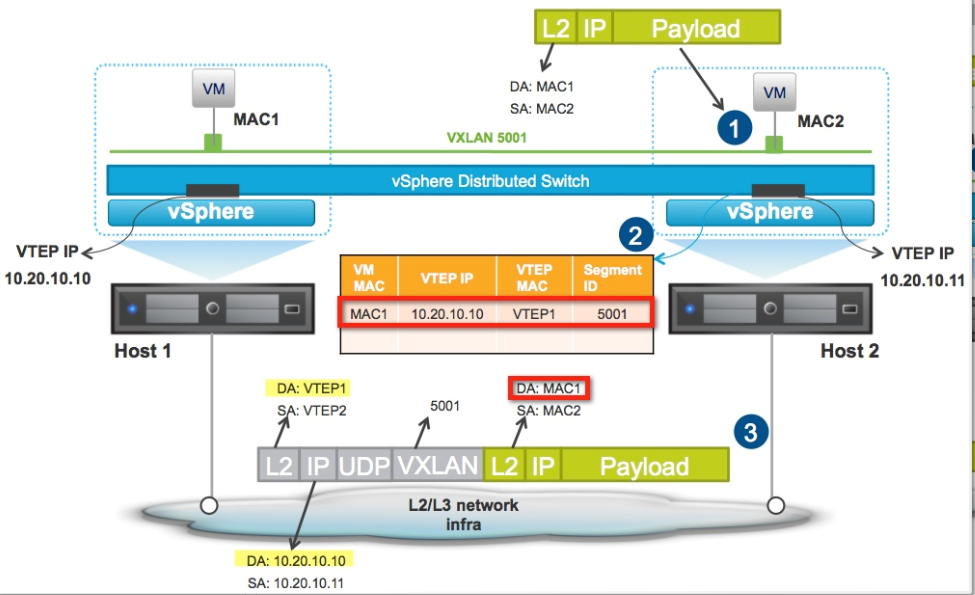 L2 IP Payload
DA: MAC1
SA: MAC2
VM
MAC1
VM
MAC2
1
VXLAN 5001
vSphere Distributed Switch
vSphere
vSphere
VTEP IP
10.20.10.10
2
VTEP IP
10.20.10.11
VM MAC VTEP IP VTEP MAC Segment ID
MAC1 10.20.10.10 VTEP1 5001
Host 1
Host 2
DA: VTEP1
SA: VTEP2
5001
DA: MAC1
SA: MAC2
3
L2 IP UDP VXLAN L2 IP Payload
L2/L3 network
infra
DA: 10.20.10.10
SA: 10.20.10.11